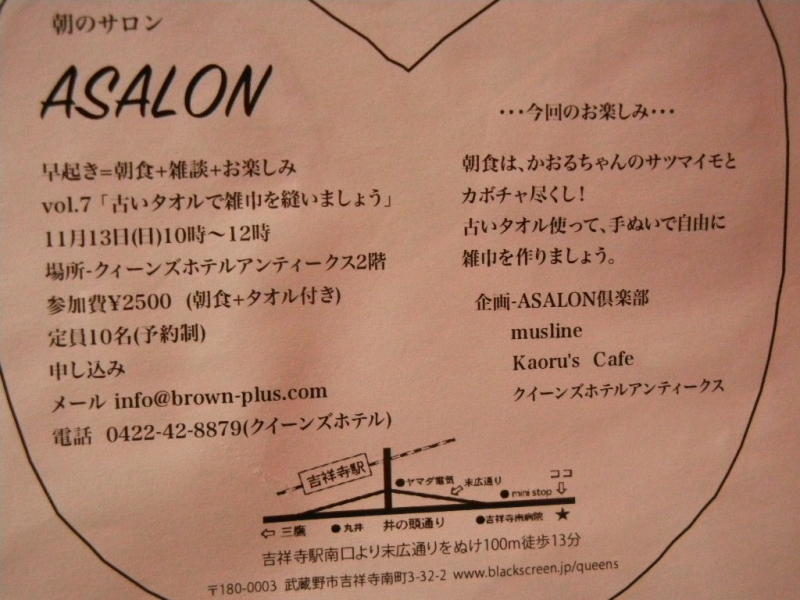 朝のサロン
ASALON
早起き=朝食+雑談+お楽しみ
vol.7「古いタオルで雑巾を縫いましょう」
11月13日(日)10時〜12時
場所-クィーンズホテルアンティークス2階
参加費¥2500 (朝食+タオル付き)
定員10名(予約制)
申し込み
メール info@brown-plus.com
電話 0422-42-8879(クイーンズホテル)
･･･今回のお楽しみ･･･
朝食は、かおるちゃんのサツマイモと
カボチャ尽くし!
古いタオル使って、手ぬいで自由に
雑巾を作りましょう。
企画-ASALON倶楽部
musline
Kaoru's Cafe
クイーンズホテルアンティークス
吉祥寺駅
●ヤマダ電気 末広通り
ココ
●mini stop
⇦ 三鷹 ●丸井 井の頭通り ●吉祥寺南病院 ★
吉祥寺駅南口より末広通りをぬけ100m徒歩13分
〒180-0003 武蔵野市吉祥寺南町3-32-2 www.blackscreen.jp/queens